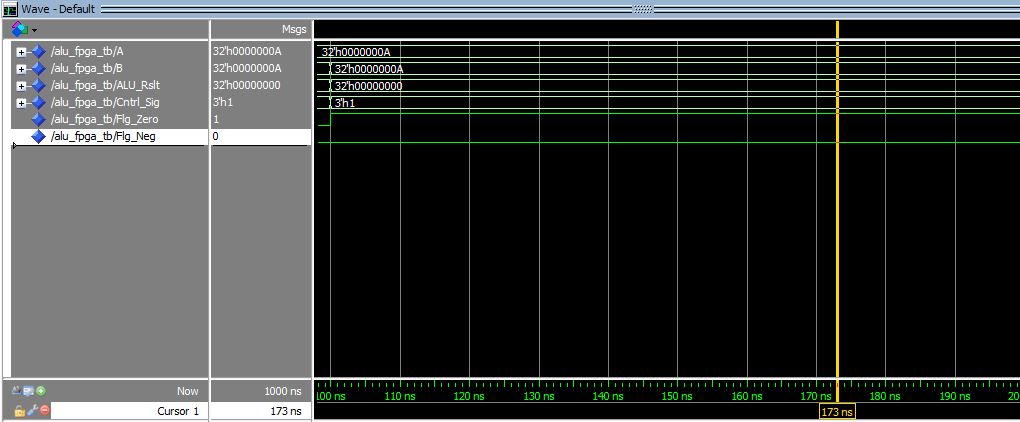 Wave - Default
Msgs
/alu_fpga_tb/A 32'h0000000A 32'h0000000A
/alu_fpga_tb/B 32'h0000000A 32'h0000000A
/alu_fpga_tb/ALU_Rslt 32'h00000000 32'h00000000
/alu_fpga_tb/Cntrl_Sig 3'h1 3'h1
/alu_fpga_tb/Flg_Zero 1
/alu_fpga_tb/Flg_Neg 0
Now 1000 ns 100 ns 110 ns 120 ns 130 ns 140 ns 150 ns 160 ns 170 ns 180 ns 190 ns 20
Cursor 1 173 ns 173 ns